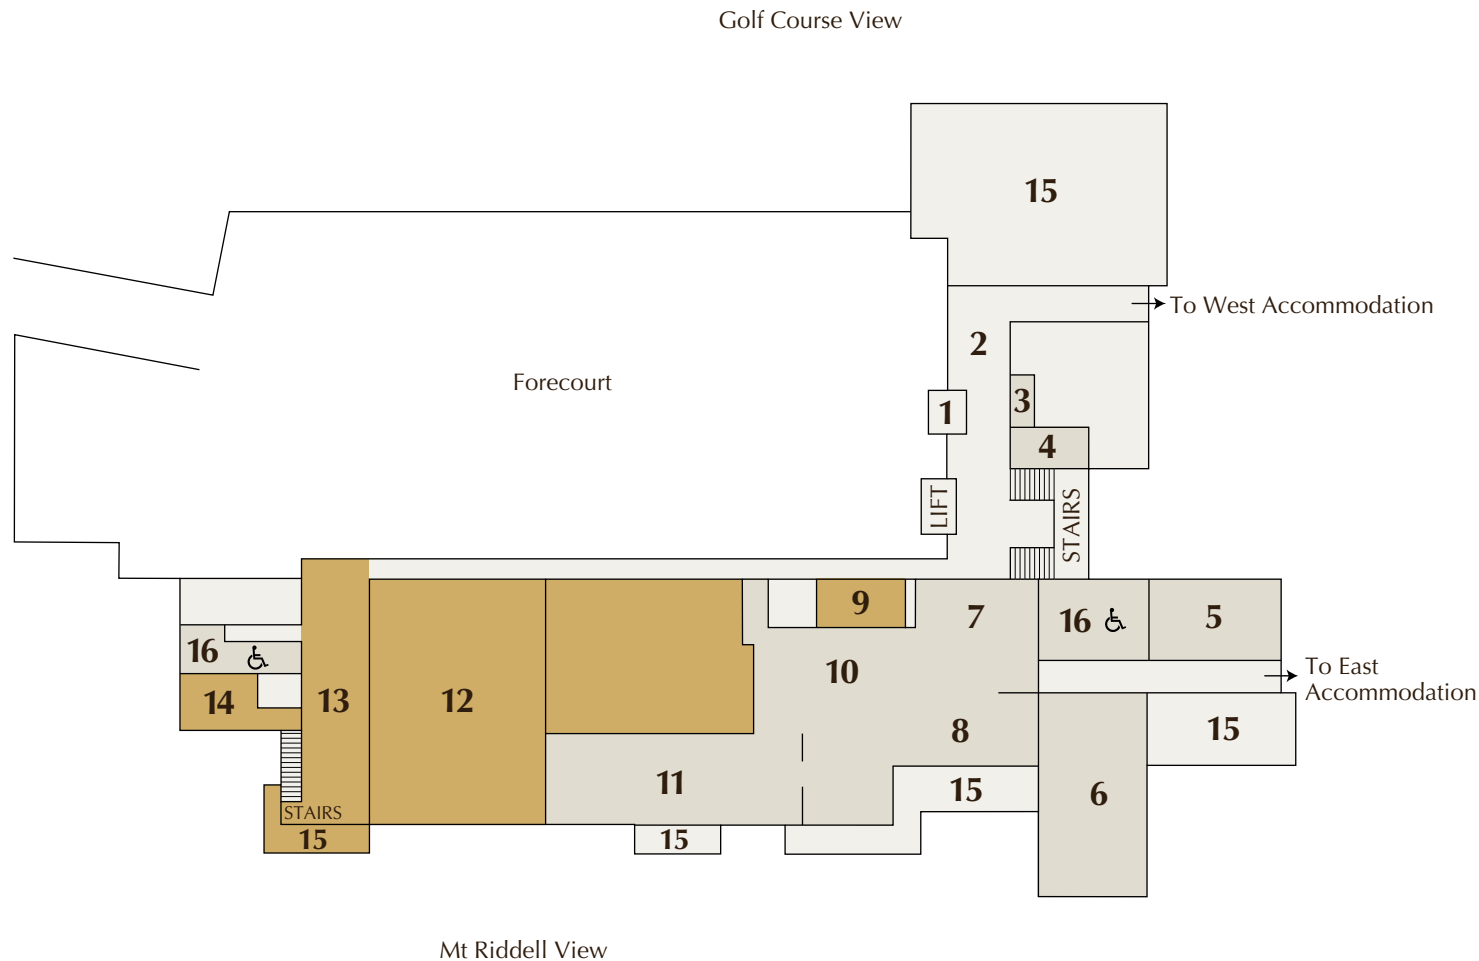 Golf Course View
15
To West Accommodation
2
Forecourt
3
1
4
LIFT
STAIRS
9
7
16
5
16
10
To East
Accommodation
14
13
12
8
15
11
15
6
STAIRS
15
15
Mt Riddell View